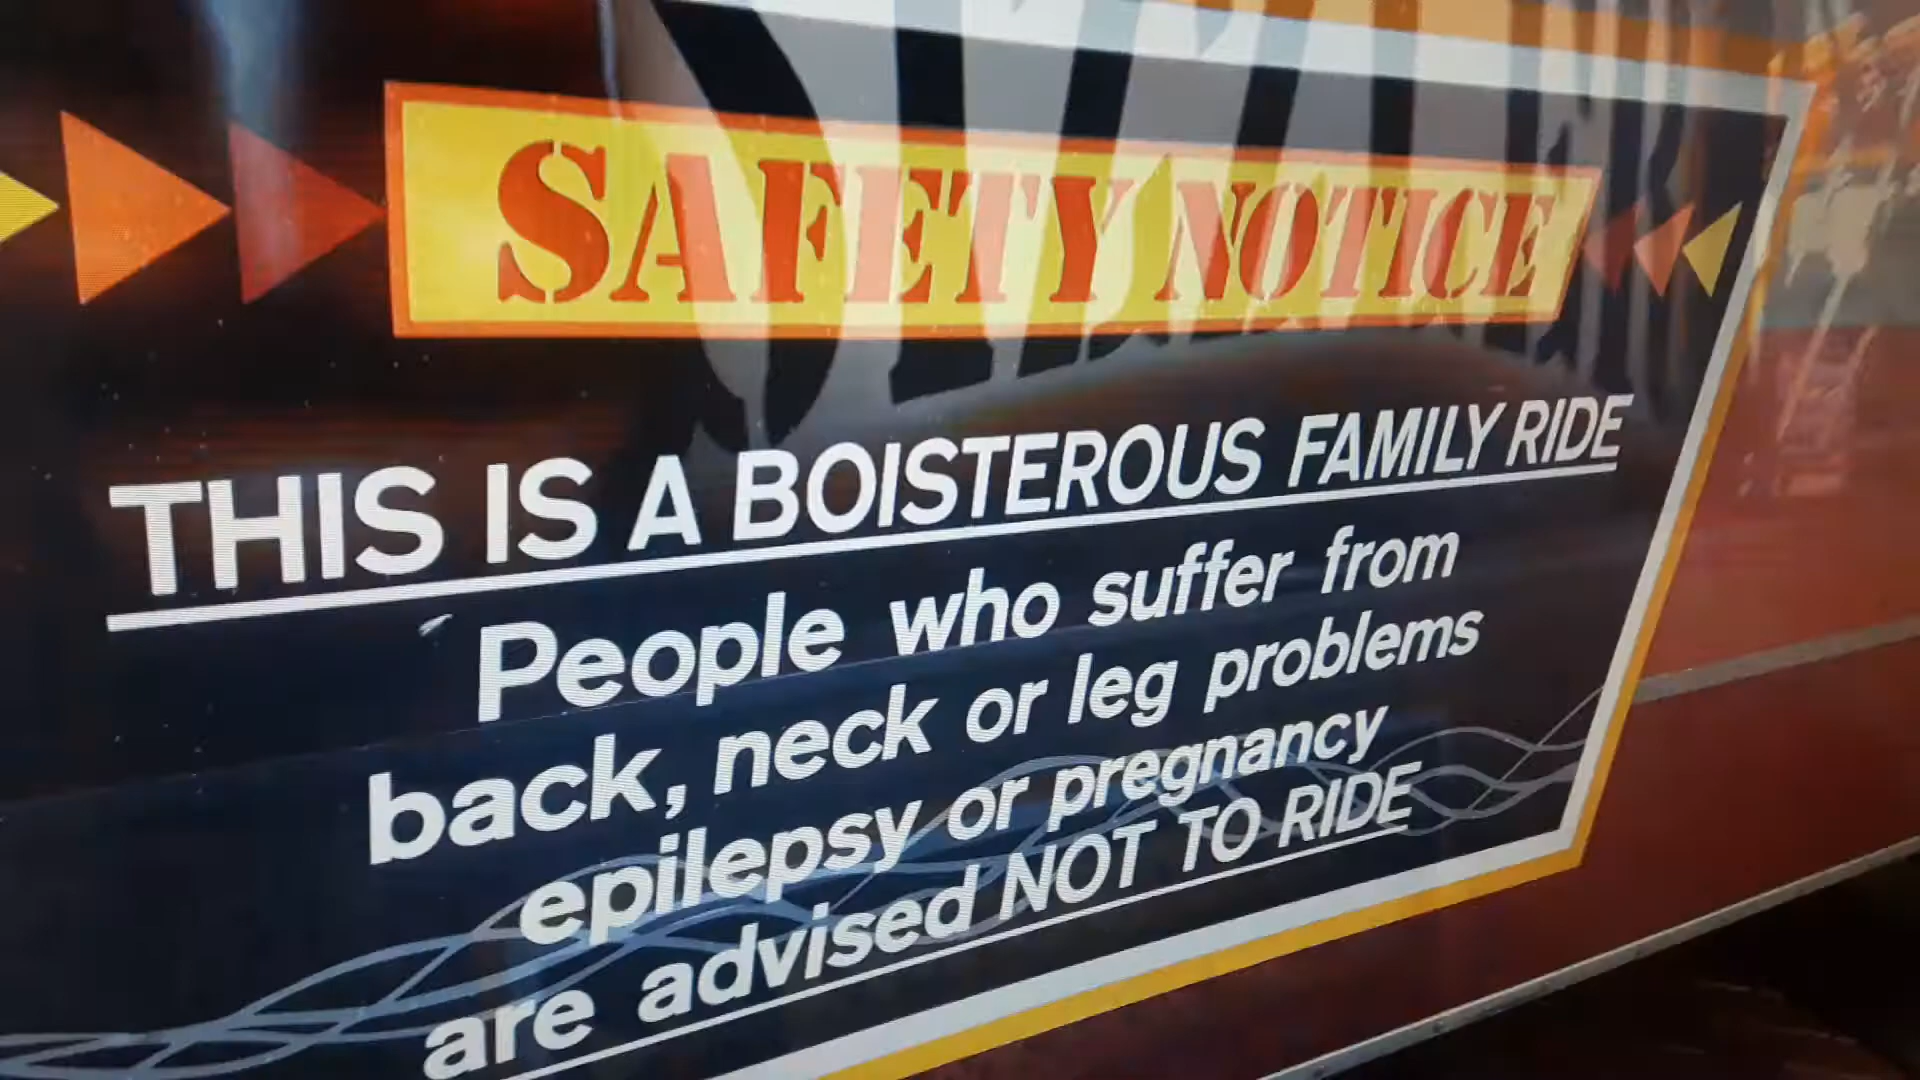 SAFETY NOTICE
THIS IS A BOISTEROUS FAMILY RIDE
People who suffer from
back, neck or leg problems
epilepsy or pregnancy
are advised NOT TO RIDE